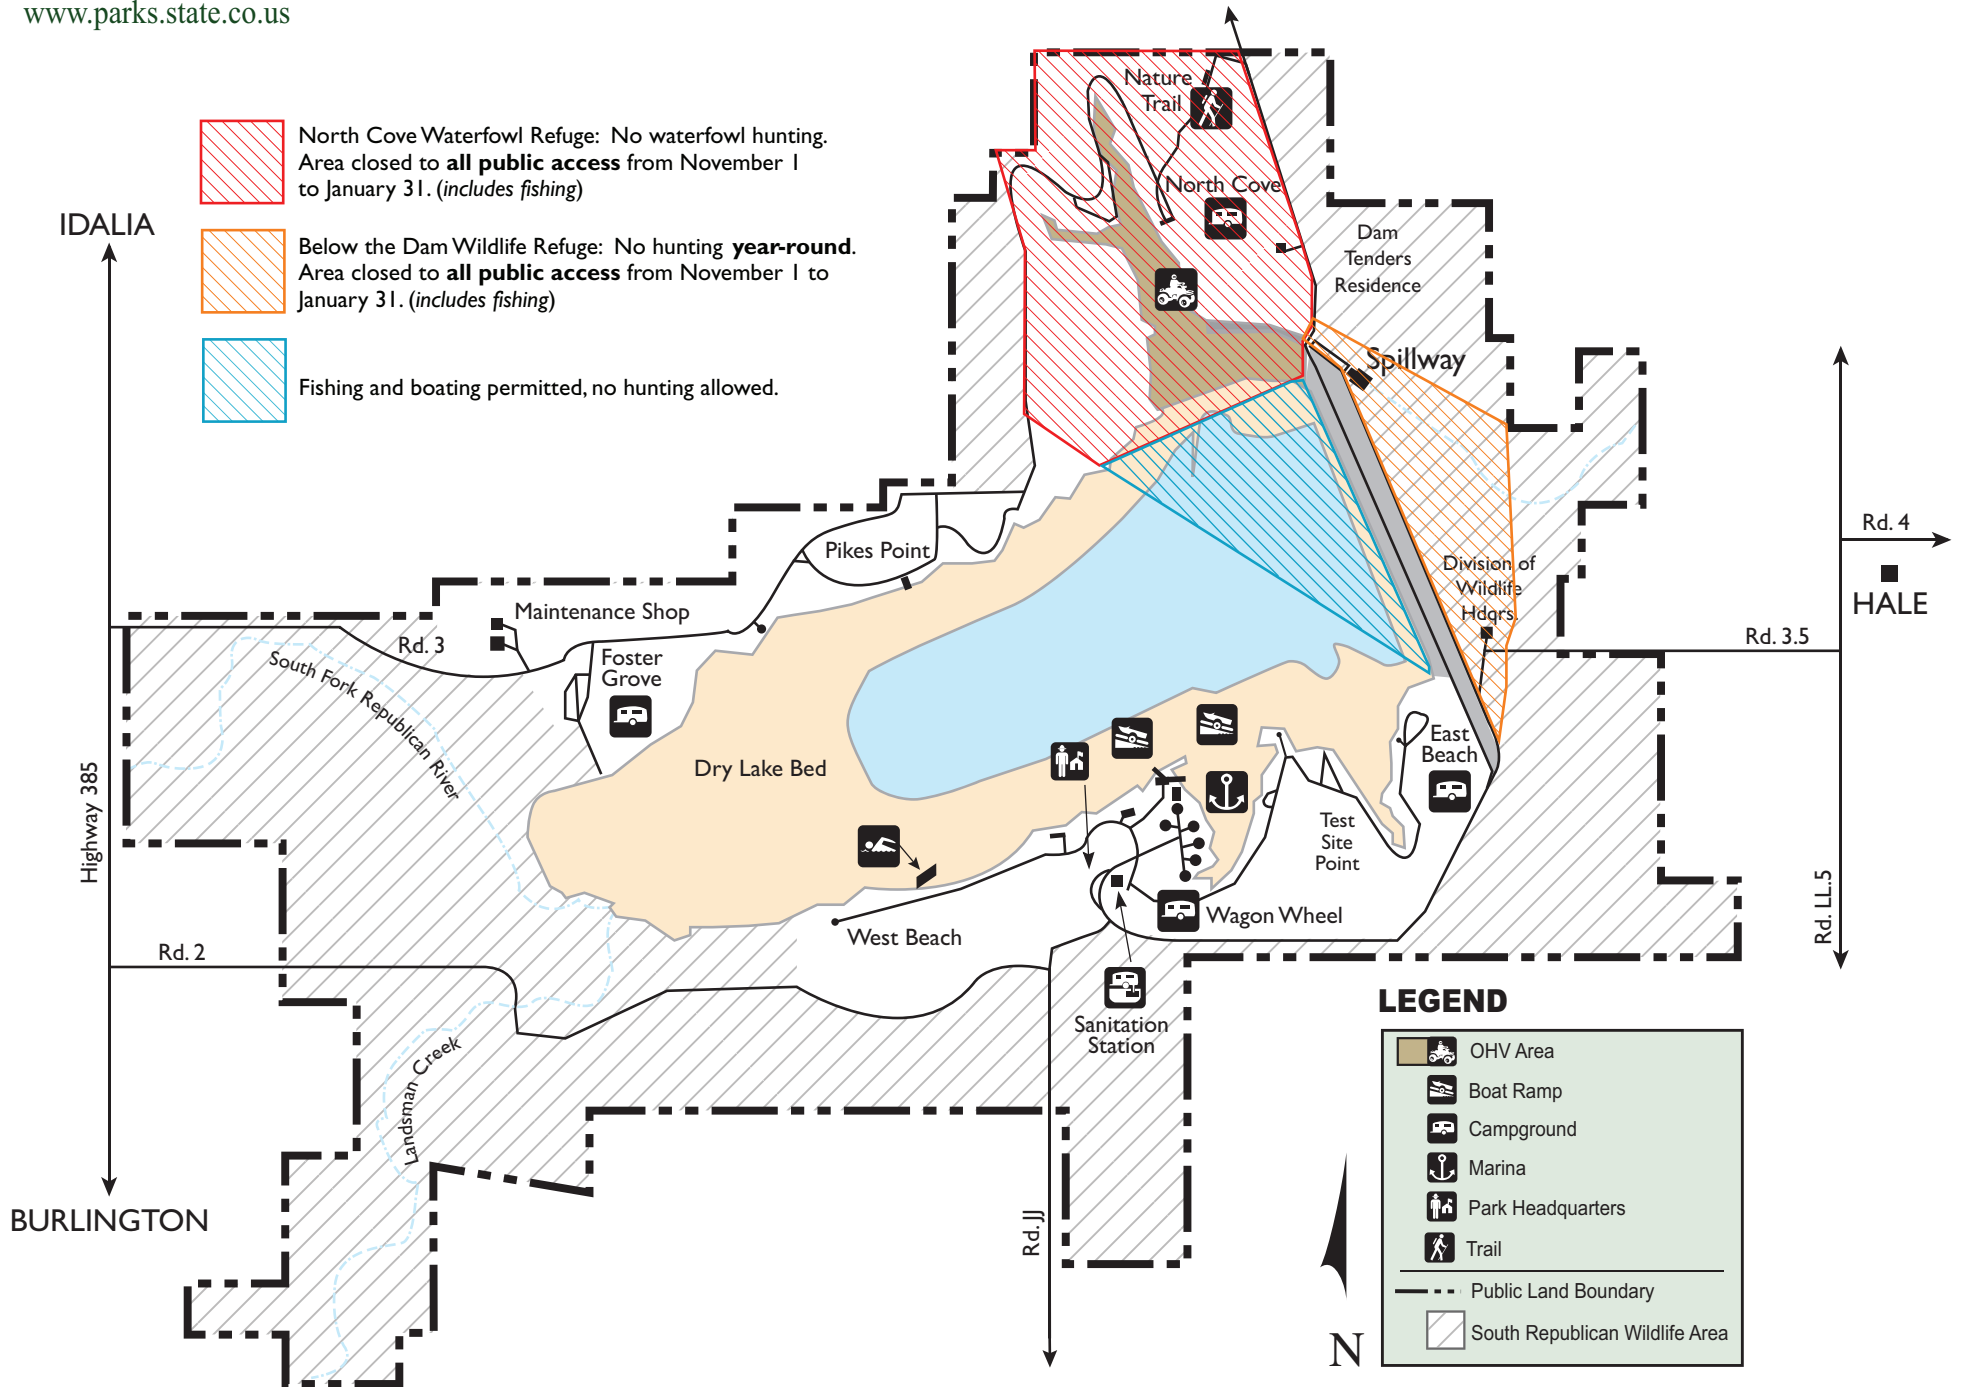 www.parks.state.co.us
North Cove Waterfowl Refuge: No waterfowl hunting.
Area closed to all public access from November 1
to January 31. (includes fishing)
Below the Dam Wildlife Refuge: No hunting year-round.
Area closed to all public access from November 1 to
January 31. (includes fishing)
Fishing and boating permitted, no hunting allowed.
IDALIA
Highway 385
BURLINGTON
Nature
Trail
North Cove
Dam
Tenders
Residence
Spillway
Division of
Wildlife
Hdqrs.
Rd. 4
HALE
Rd. 3.5
Rd. LL.5
Pikes Point
Maintenance Shop
Rd. 3
Foster
Grove
South Fork Republican River
Dry Lake Bed
East
Beach
Test
Site
Point
Wagon Wheel
West Beach
Rd. 2
Sanitation
Station
Landsman Creek
Rd. JJ
N
LEGEND
OHV Area
Boat Ramp
Campground
Marina
Park Headquarters
Trail
Public Land Boundary
South Republican Wildlife Area